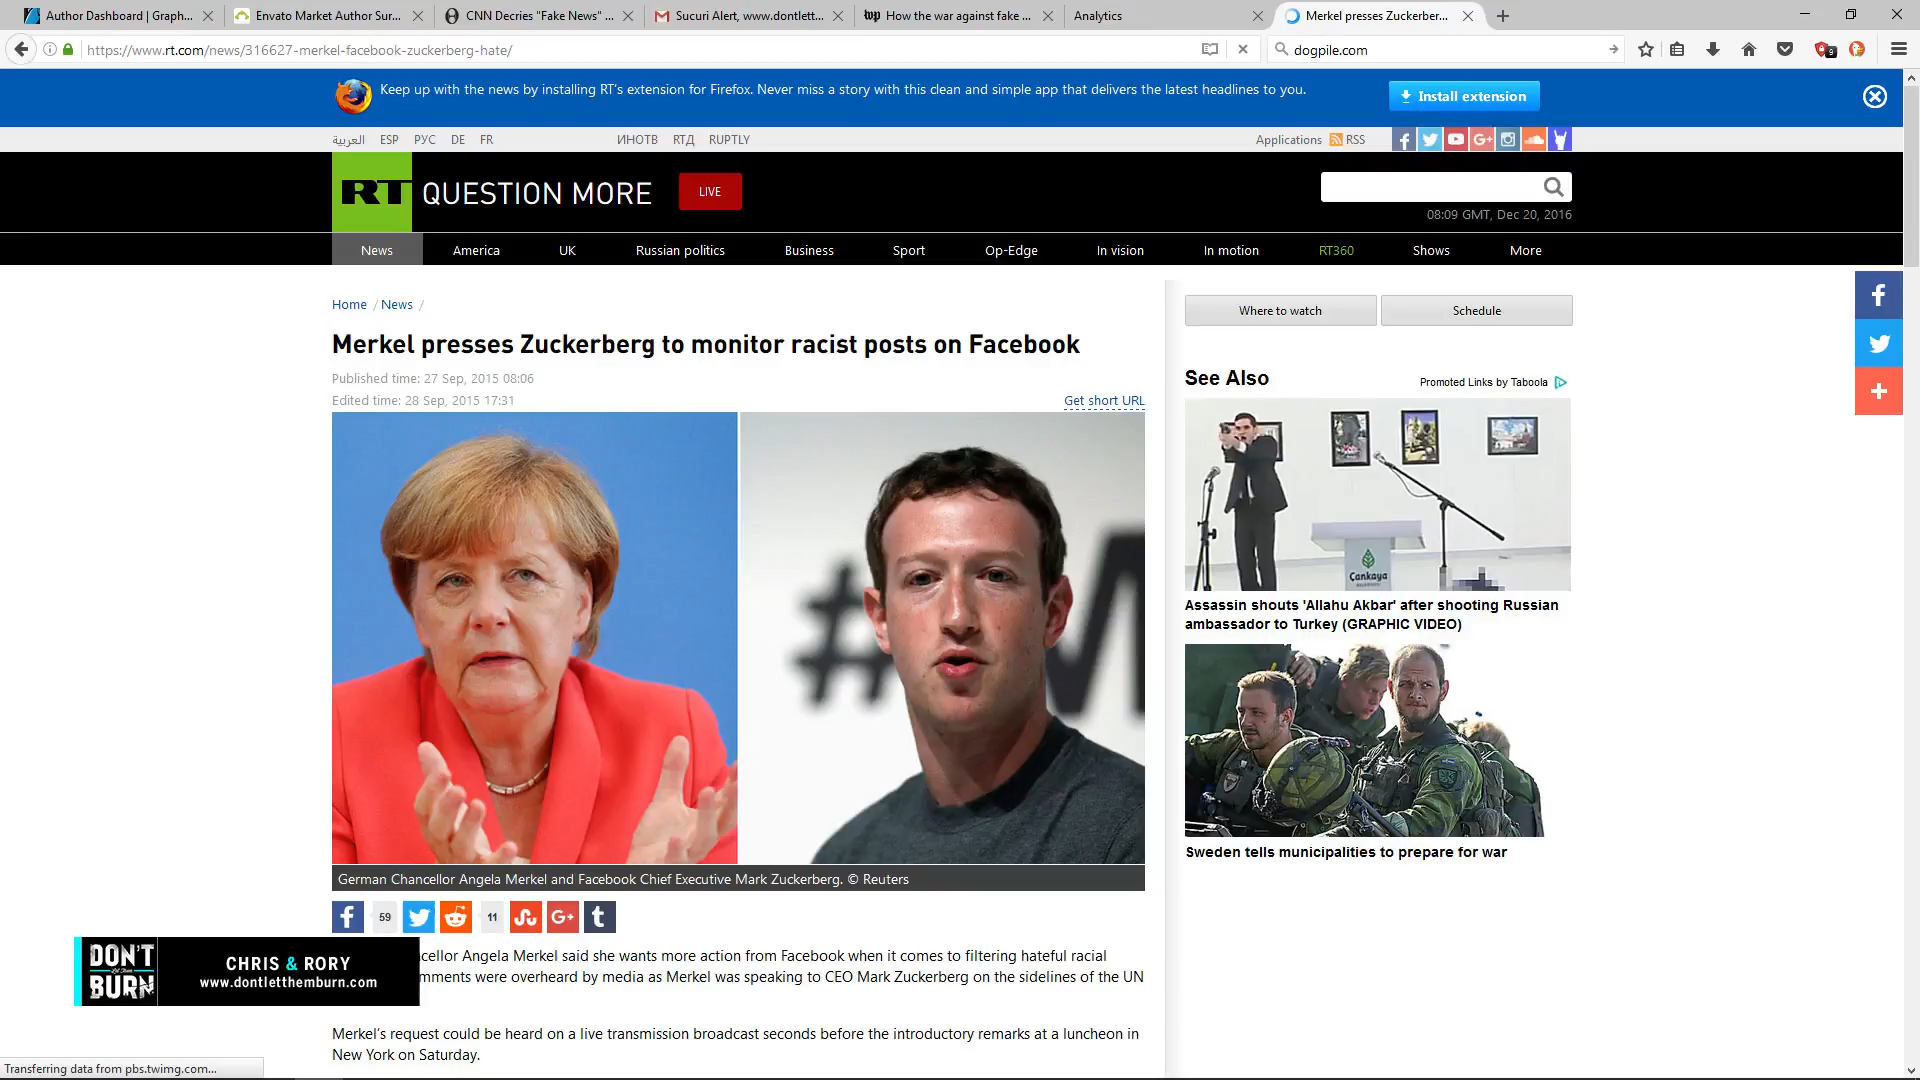 Author Dashboard | Graph...
Envato Market Author Sur...
CNN Decries "Fake News" ...
Sucuri Alert, www.dontlett...
How the war against fake ...
Analytics
Merkel presses Zuckerber...
https://www.rt.com/news/316627-merkel-facebook-zuckerberg-hate/
dogpile.com
9
Keep up with the news by installing RT's extension for Firefox. Never miss a story with this clean and simple app that delivers the latest headlines to you.
Install extension
العربية ESP РУС DE FR ИНОТВ RTД RUPTLY
Applications RSS
RT QUESTION MORE LIVE
08:09 GMT, Dec 20, 2016
News America UK Russian politics Business Sport Op-Edge In vision In motion RT360 Shows More
Home / News /
Merkel presses Zuckerberg to monitor racist posts on Facebook
Published time: 27 Sep, 2015 08:06
Edited time: 28 Sep, 2015 17:31
Get short URL
#
German Chancellor Angela Merkel and Facebook Chief Executive Mark Zuckerberg. © Reuters
59
11
ncellor Angela Merkel said she wants more action from Facebook when it comes to filtering hateful racial
mments were overheard by media as Merkel was speaking to CEO Mark Zuckerberg on the sidelines of the UN
Merkel's request could be heard on a live transmission broadcast seconds before the introductory remarks at a luncheon in
New York on Saturday.
Where to watch
Schedule
See Also
Promoted Links by Taboola
Çankaya
Assassin shouts 'Allahu Akbar' after shooting Russian
ambassador to Turkey (GRAPHIC VIDEO)
Sweden tells municipalities to prepare for war
DON'T
Let Them
BURN
CHRIS & RORY
www.dontletthemburn.com
Transferring data from pbs.twimg.com...